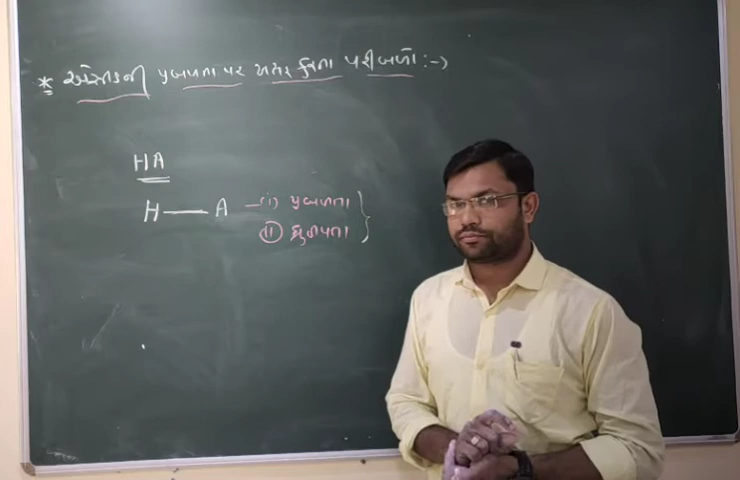 * એસિડની પ્રબળતા પર અસર કરતા પરીબળો :->
HA
H — A → (i) પ્રબળતા
(ii) ધ્રુવીયતા